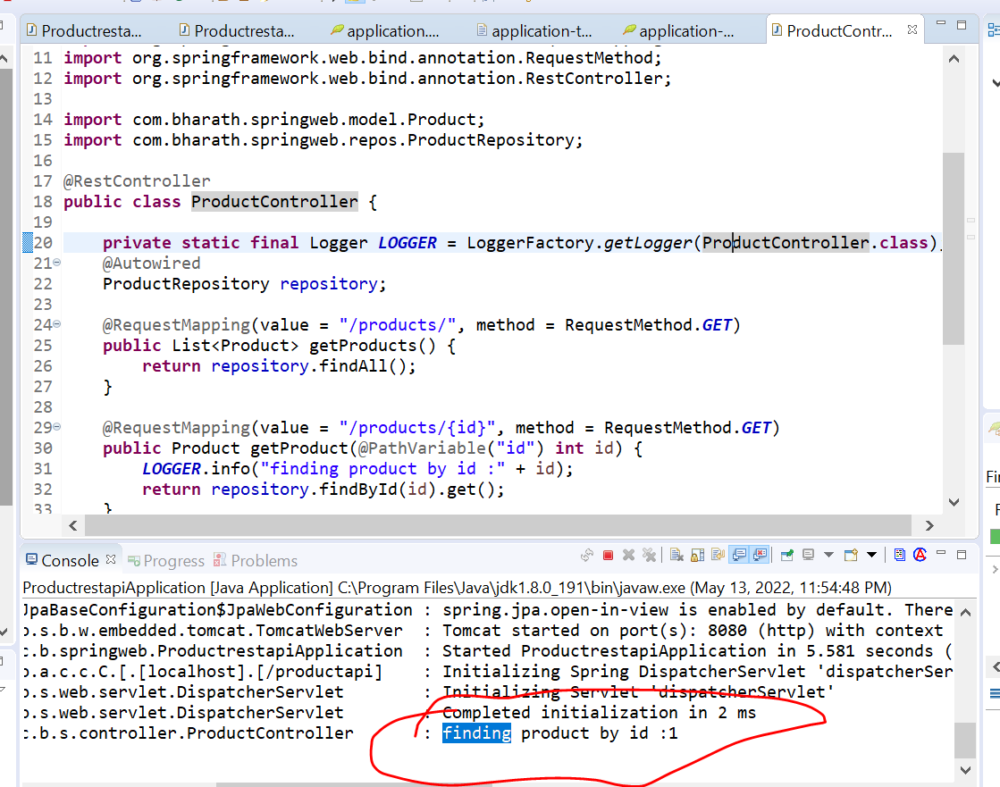 Productresta... Productresta... application.... application-t... application-... ProductContr...
11 import org.springframework.web.bind.annotation.RequestMethod;
12 import org.springframework.web.bind.annotation.RestController;
13
14 import com.bharath.springweb.model.Product;
15 import com.bharath.springweb.repos.ProductRepository;
16
17 @RestController
18 public class ProductController {
19
20 private static final Logger LOGGER = LoggerFactory.getLogger(ProductController.class)
21 @Autowired
22 ProductRepository repository;
23
24 @RequestMapping(value = "/products/", method = RequestMethod.GET)
25 public List<Product> getProducts() {
26 return repository.findAll();
27 }
28
29 @RequestMapping(value = "/products/{id}", method = RequestMethod.GET)
30 public Product getProduct(@PathVariable("id") int id) {
31 LOGGER.info("finding product by id :" + id);
32 return repository.findById(id).get();
33 }
Console Progress Problems
ProductrestapiApplication [Java Application] C:\Program Files\Java\jdk1.8.0_191\bin\javaw.exe (May 13, 2022, 11:54:48 PM)
JpaBaseConfiguration$JpaWebConfiguration : spring.jpa.open-in-view is enabled by default. There
o.s.b.w.embedded.tomcat.TomcatWebServer : Tomcat started on port(s): 8080 (http) with context
c.b.springweb.ProductrestapiApplication : Started ProductrestapiApplication in 5.581 seconds (
o.a.c.c.C.[.[localhost].[/productapi] : Initializing Spring DispatcherServlet 'dispatcherSer
o.s.web.servlet.DispatcherServlet : Initializing Servlet 'dispatcherServlet'
o.s.web.servlet.DispatcherServlet : Completed initialization in 2 ms
c.b.s.controller.ProductController : finding product by id :1